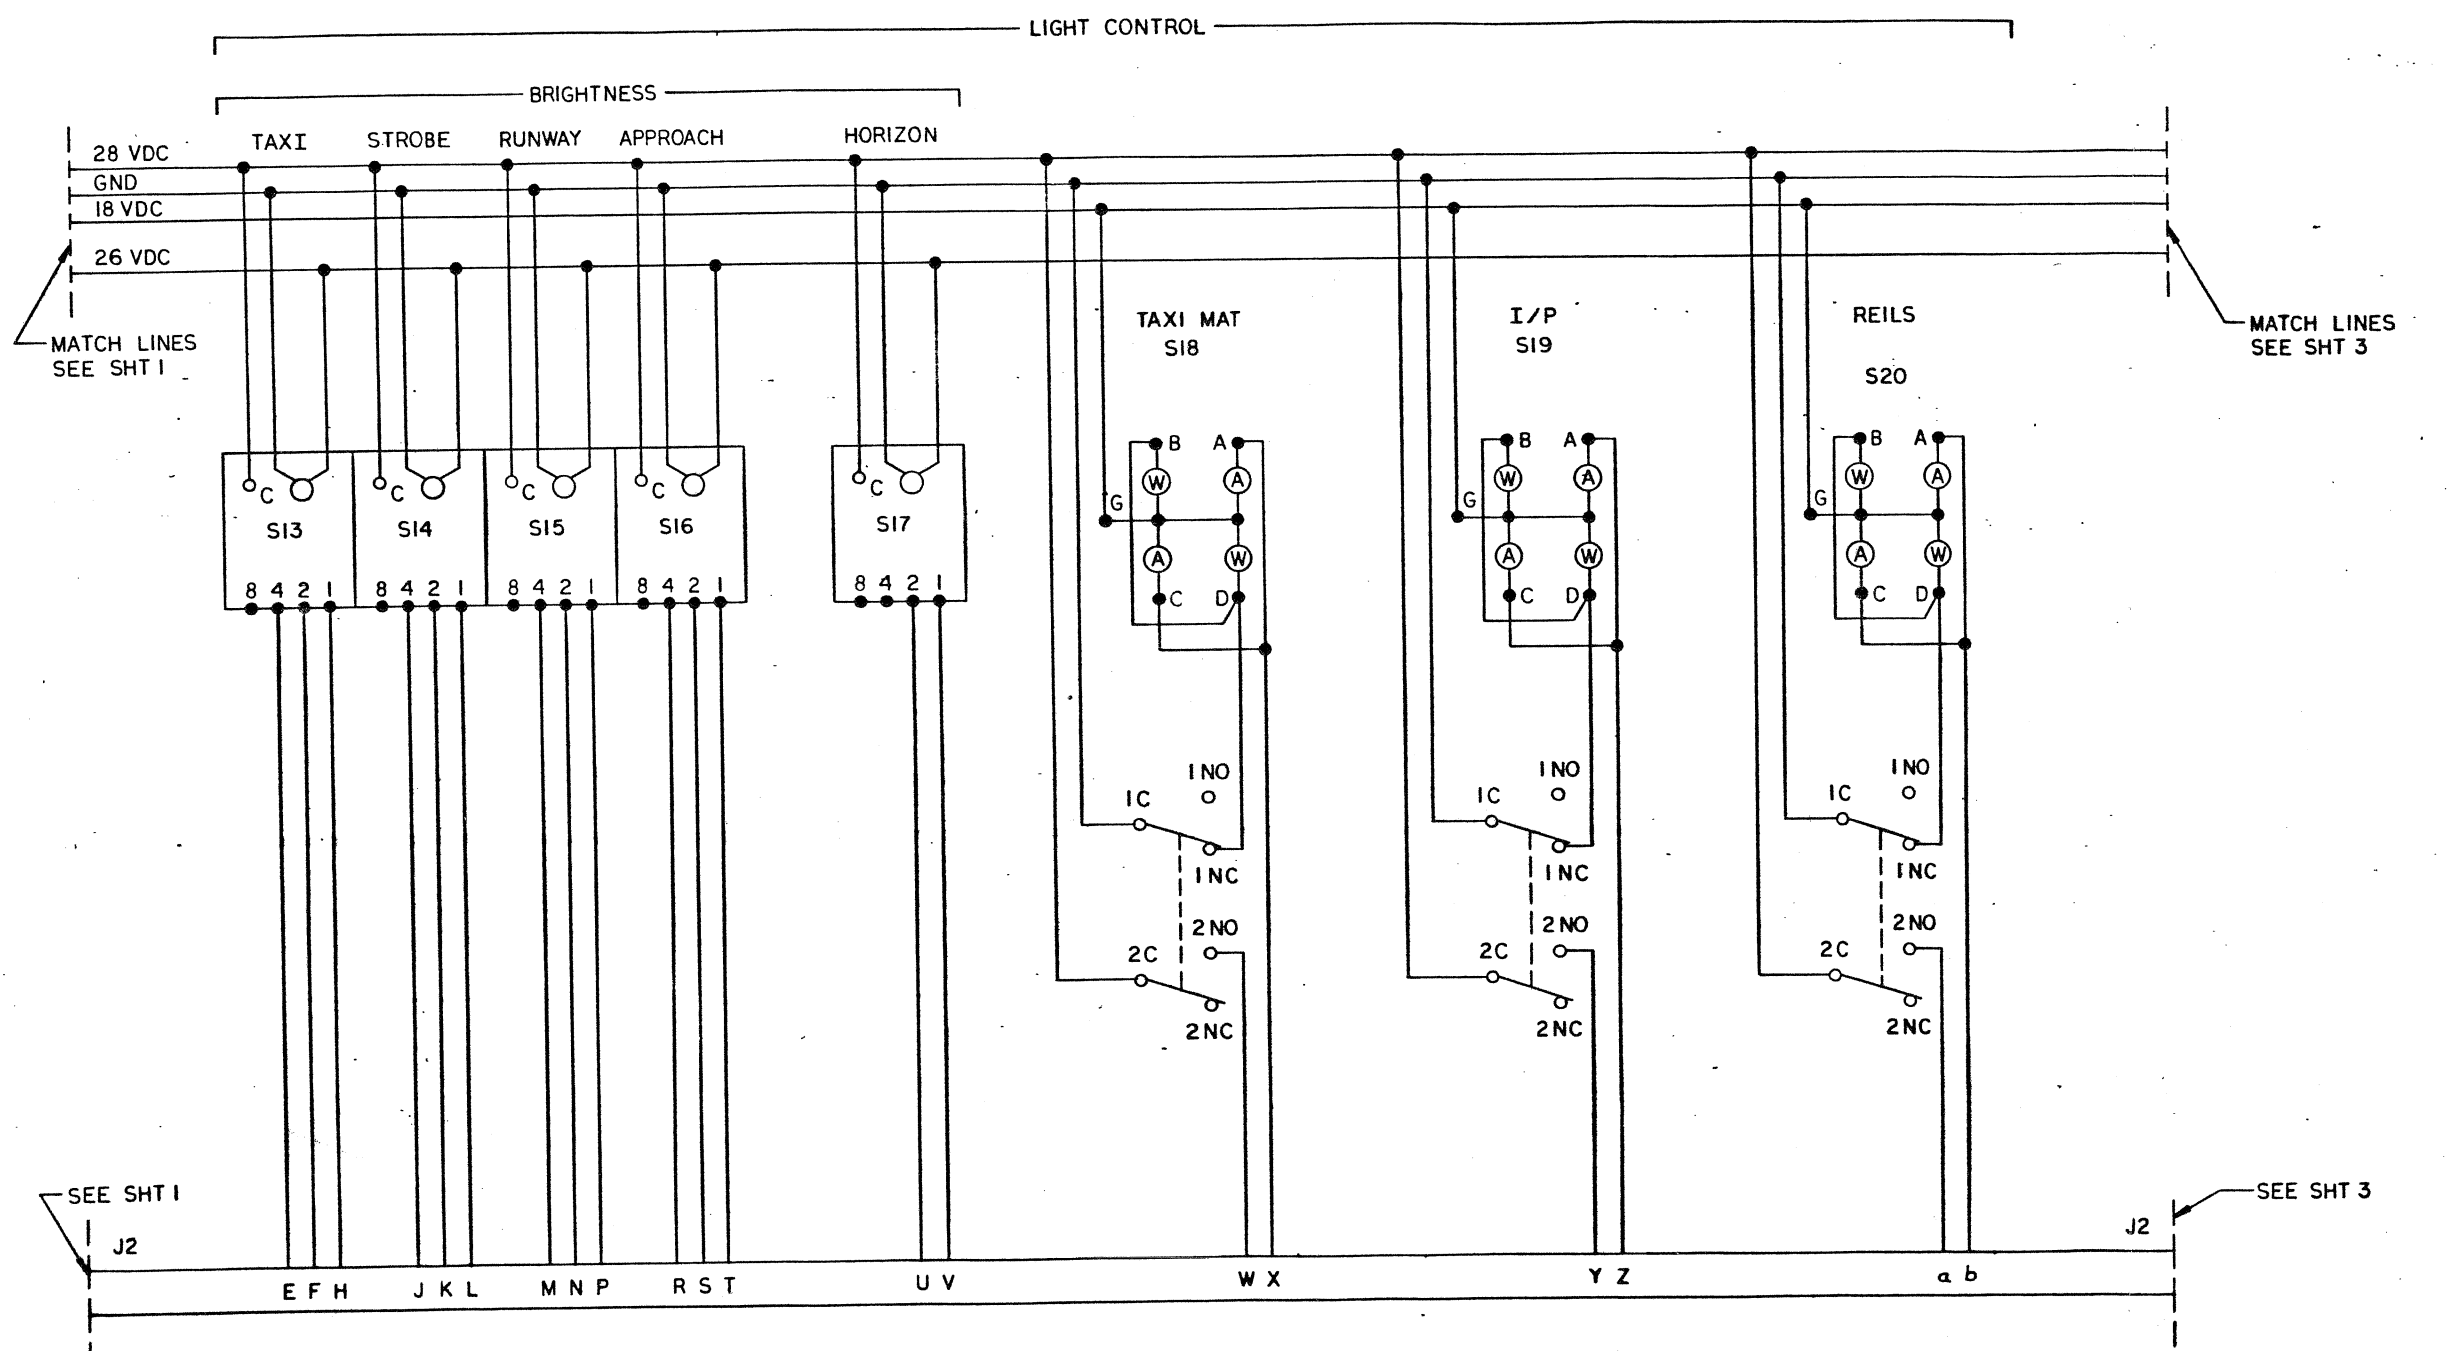 LIGHT CONTROL
BRIGHTNESS
TAXI STROBE RUNWAY APPROACH HORIZON
28 VDC
GND
18 VDC
26 VDC
MATCH LINES
SEE SHT 1
TAXI MAT
S18
I/P
S19
REILS
S20
MATCH LINES
SEE SHT 3
B A B A B A
W A W A W A
C C C C C
G G G
S13 S14 S15 S16 S17
A W A W A W
8 4 2 1 8 4 2 1 8 4 2 1 8 4 2 1 8 4 2 1
C D C D C D
1NO 1NO 1NO
1C 1C 1C
1NC 1NC 1NC
2NO 2NO 2NO
2C 2C 2C
2NC 2NC 2NC
SEE SHT 1
SEE SHT 3
J2 J2
E F H J K L M N P R S T U V W X Y Z a b